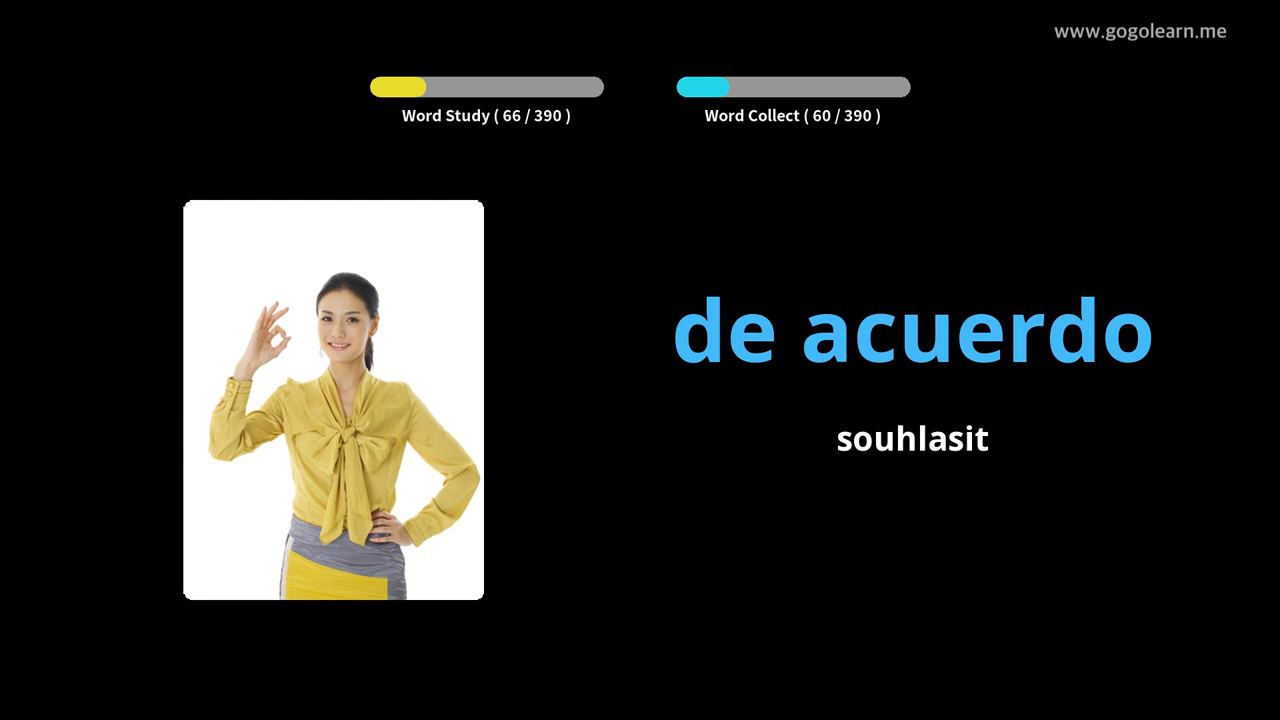 www.gogolearn.me
Word Study ( 66 / 390 )
Word Collect ( 60 / 390 )
de acuerdo
souhlasit